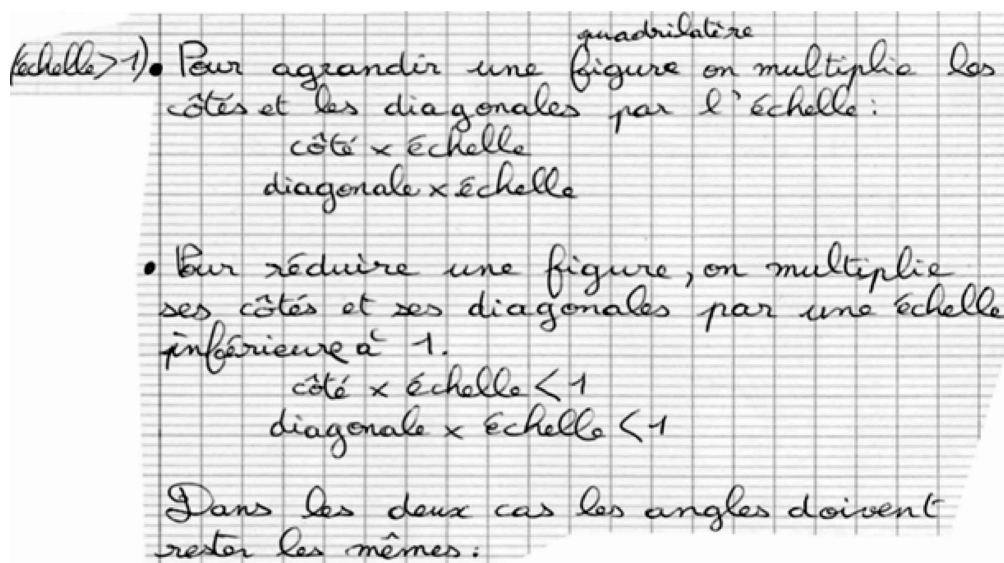 quadrilatère
(échelle>1). Pour agrandir une figure on multiplie les
côtés et les diagonales par l'échelle :
côté × échelle
diagonale × échelle
• Pour réduire une figure, on multiplie
ses côtés et ses diagonales par une échelle
inférieure à 1.
côté × échelle < 1
diagonale × échelle < 1
Dans les deux cas les angles doivent
rester les mêmes :